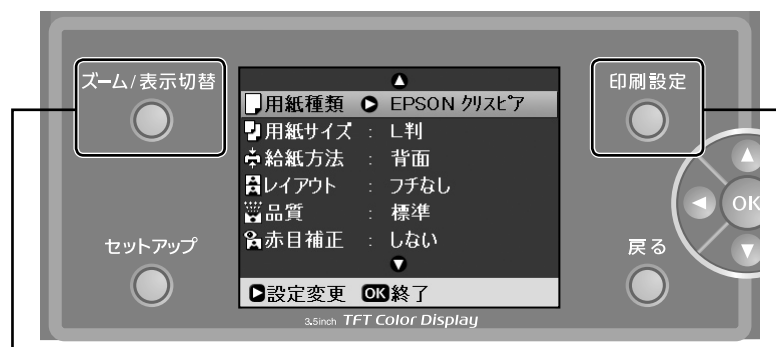 ズーム/表示切替
印刷設定
用紙種類 EPSON クリスピア
用紙サイズ : L判
給紙方法 : 背面
レイアウト : フチなし
品質 : 標準
赤目補正 : しない
設定変更 OK終了
セットアップ
戻る
OK
3.5inch TFT Color Display